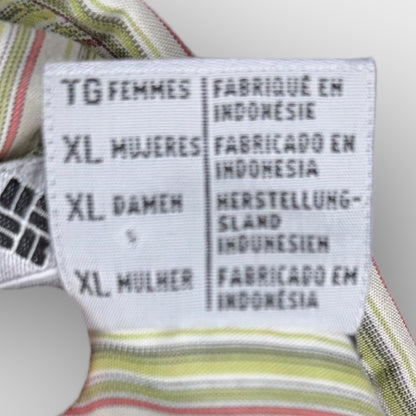 TG FEMMES
FABRIQUÉ EN
INDONÉSIE
XL MUJERES
FABRICADO EN
INDONESIA
XL DAMEN
S
HERSTELLUNG-
SLAND
INDUNESIEN
XL MULHER
FABRICADO EM
INDONÉSIA